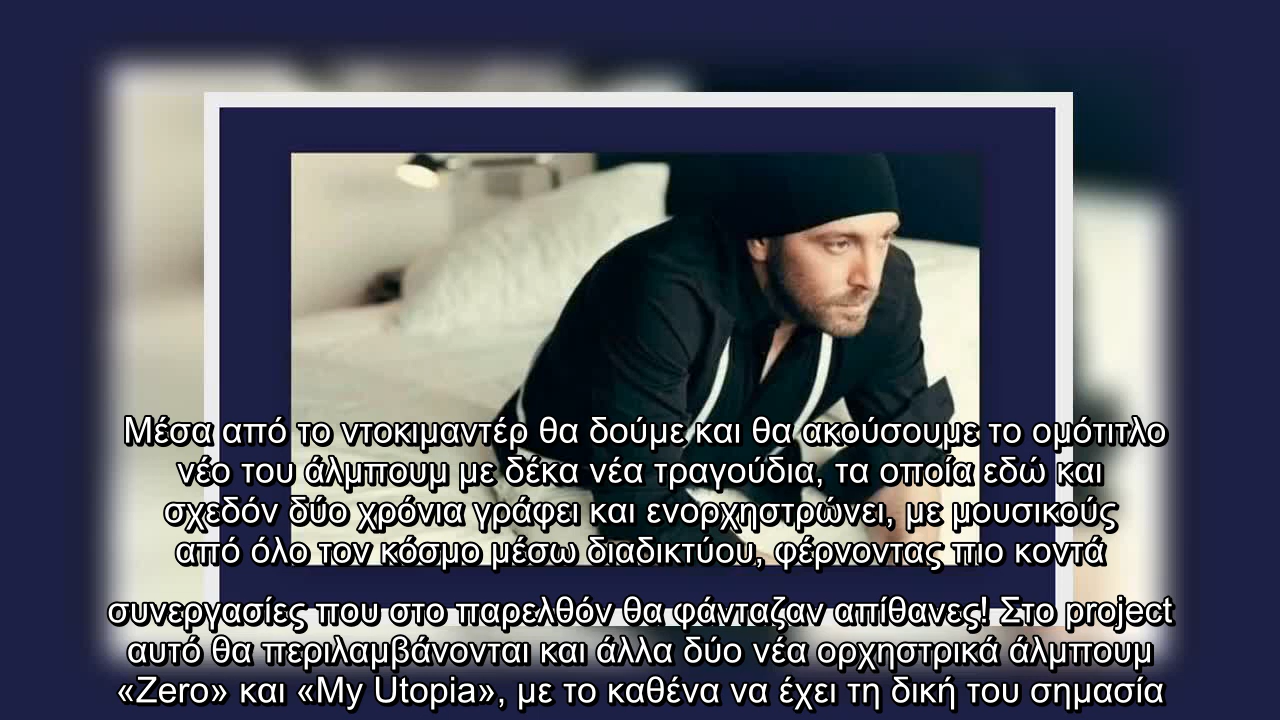 Μέσα από το ντοκιμαντέρ θα δούμε και θα ακούσουμε το ομότιτλο
νέο του άλμπουμ με δέκα νέα τραγούδια, τα οποία εδώ και
σχεδόν δύο χρόνια γράφει και ενορχηστρώνει, με μουσικούς
από όλο τον κόσμο μέσω διαδικτύου, φέρνοντας πιο κοντά
συνεργασίες που στο παρελθόν θα φάνταζαν απίθανες! Στο project
αυτό θα περιλαμβάνονται και άλλα δύο νέα ορχηστρικά άλμπουμ
«Zero» και «My Utopia», με το καθένα να έχει τη δική του σημασία